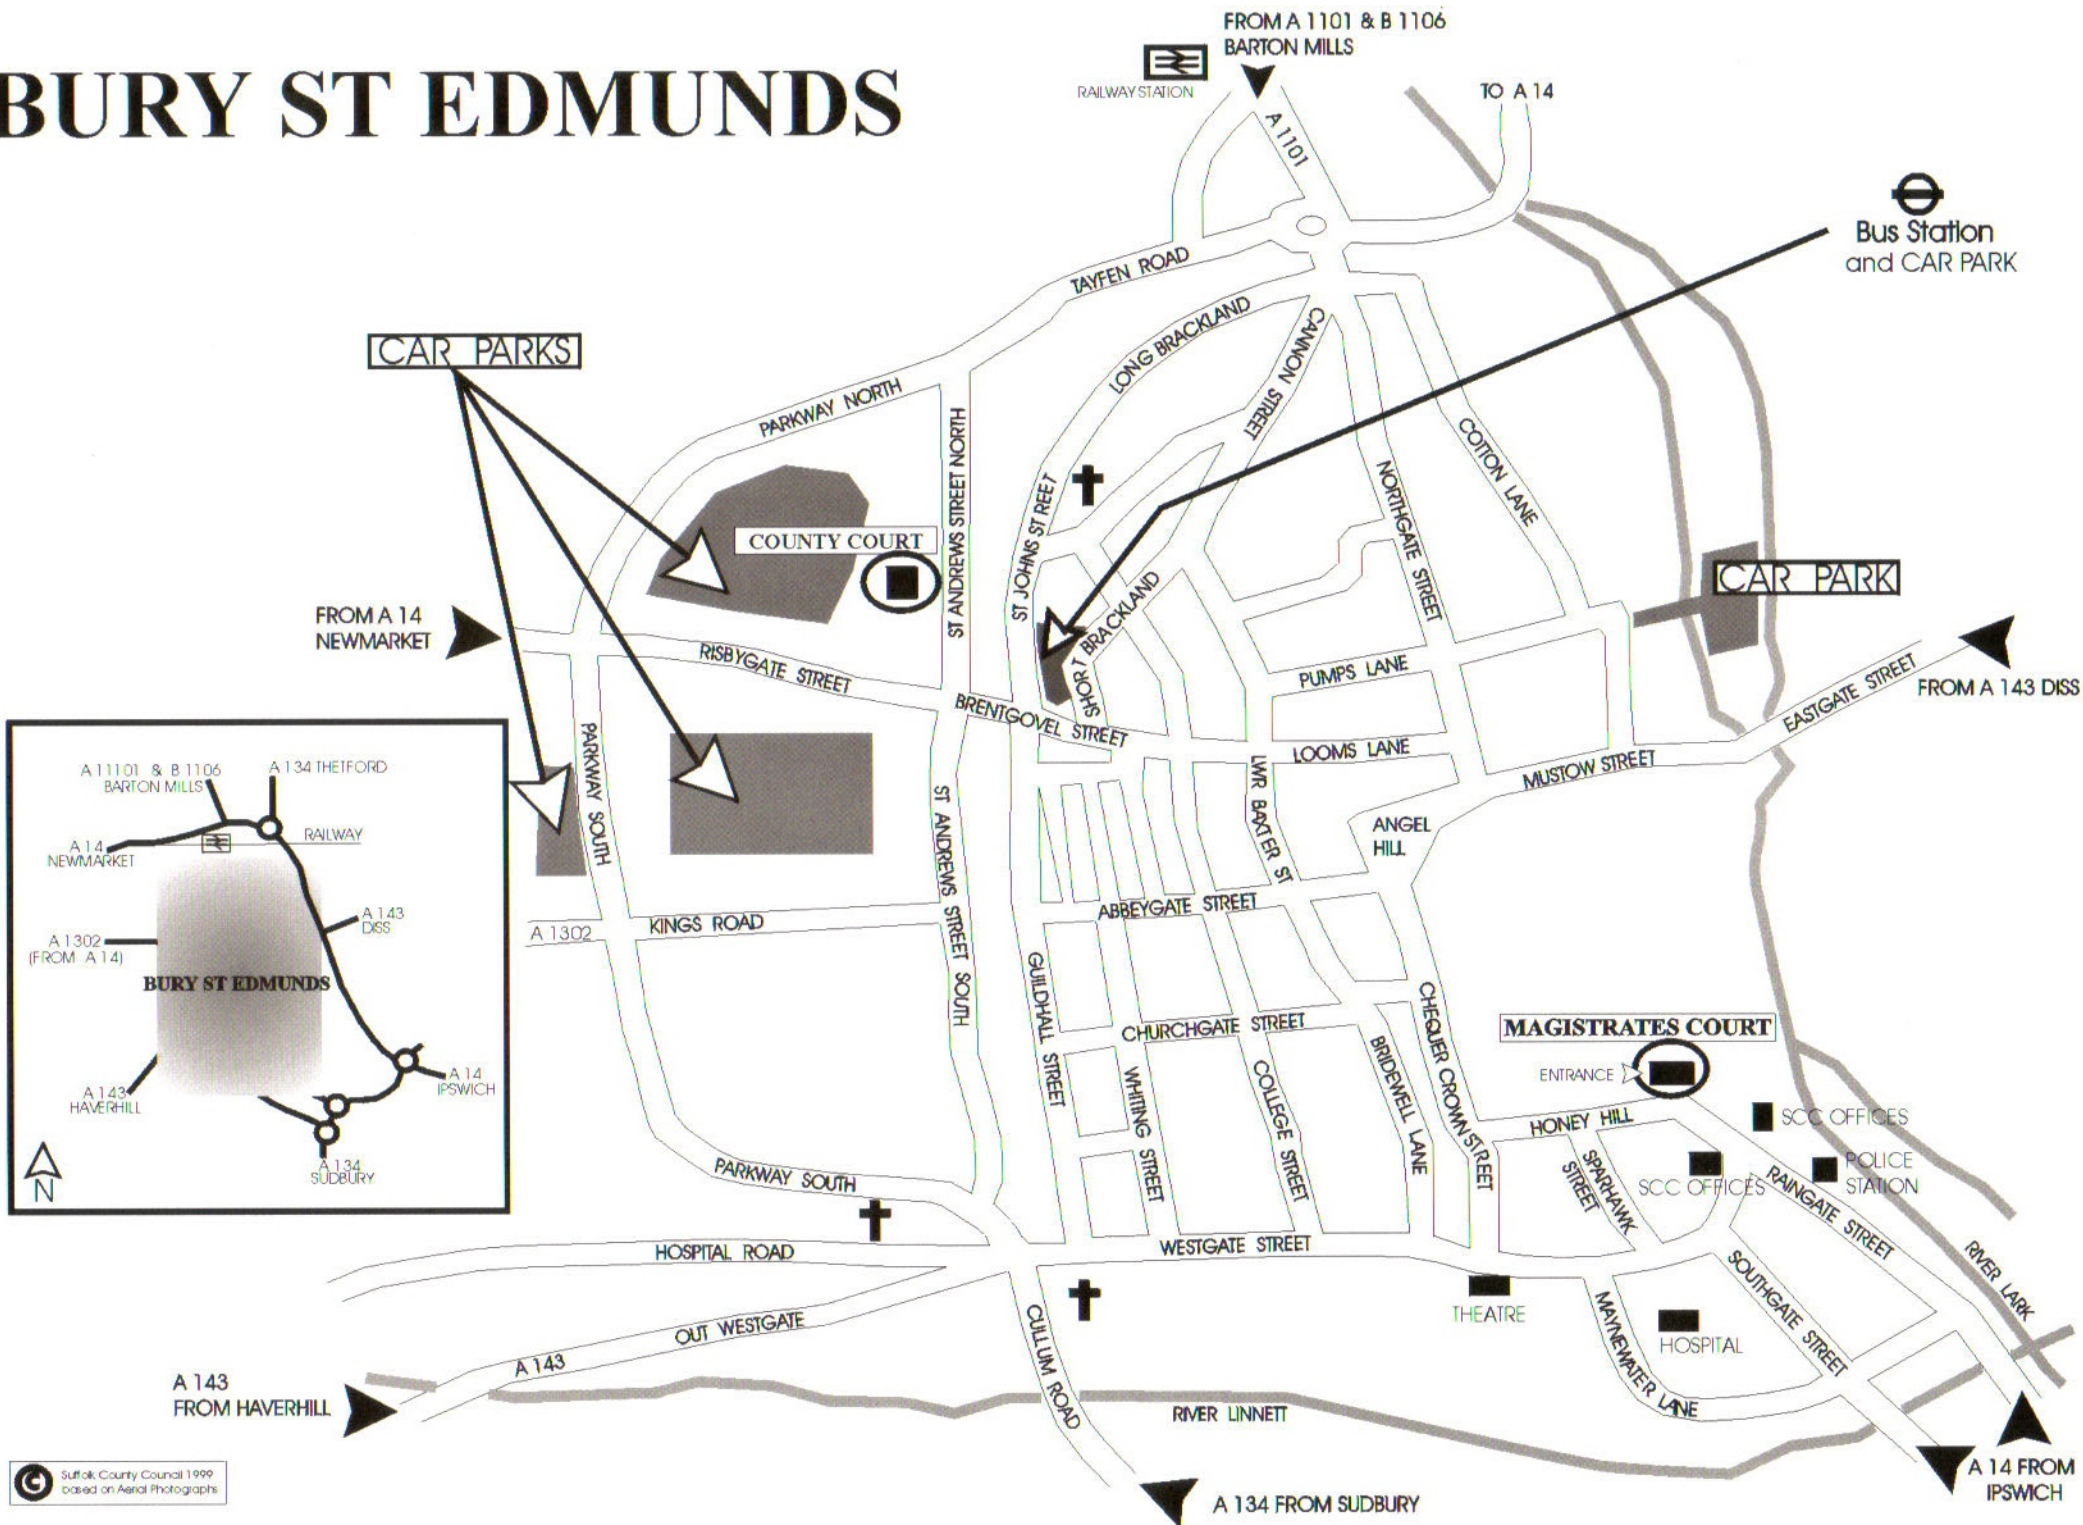 BURY ST EDMUNDS
FROM A 1101 & B 1106
BARTON MILLS
RAILWAY STATION
A 1101
TO A 14
Bus Station
and CAR PARK
TAYFEN ROAD
LONG BRACKLAND
CANNON STREET
CAR PARKS
PARKWAY NORTH
ST ANDREWS STREET NORTH
ST JOHNS STREET
COTTON LANE
NORTHGATE STREET
COUNTY COURT
CAR PARK
FROM A 14
NEWMARKET
RISBYGATE STREET
SHORT BRACKLAND
PUMPS LANE
EASTGATE STREET
FROM A 143 DISS
BRENTGOVEL STREET
LOOMS LANE
MUSTOW STREET
PARKWAY SOUTH
ST ANDREWS STREET SOUTH
LWR BAXTER ST
ANGEL
HILL
ABBEYGATE STREET
A 1302
KINGS ROAD
GUILDHALL STREET
CHURCHGATE STREET
CHEQUER CROWN STREET
BRIDEWELL LANE
COLLEGE STREET
WHITING STREET
MAGISTRATES COURT
ENTRANCE
HONEY HILL
SCC OFFICES
SPARHAWK
STREET
SCC OFFICES
POLICE
STATION
RAINGATE STREET
PARKWAY SOUTH
HOSPITAL ROAD
WESTGATE STREET
SOUTHGATE STREET
RIVER LARK
THEATRE
HOSPITAL
MAYNEWATER LANE
OUT WESTGATE
A 143
CULLUM ROAD
A 143
FROM HAVERHILL
RIVER LINNETT
A 134 FROM SUDBURY
A 14 FROM
IPSWICH
A 11101 & B 1106
BARTON MILLS
A 134 THETFORD
RAILWAY
A 14
NEWMARKET
A 143
DISS
A 1302
(FROM A 14)
BURY ST EDMUNDS
A 143
HAVERHILL
A 14
IPSWICH
A 134
SUDBURY
N
C
Suffolk County Council 1999
based on Aerial Photographs